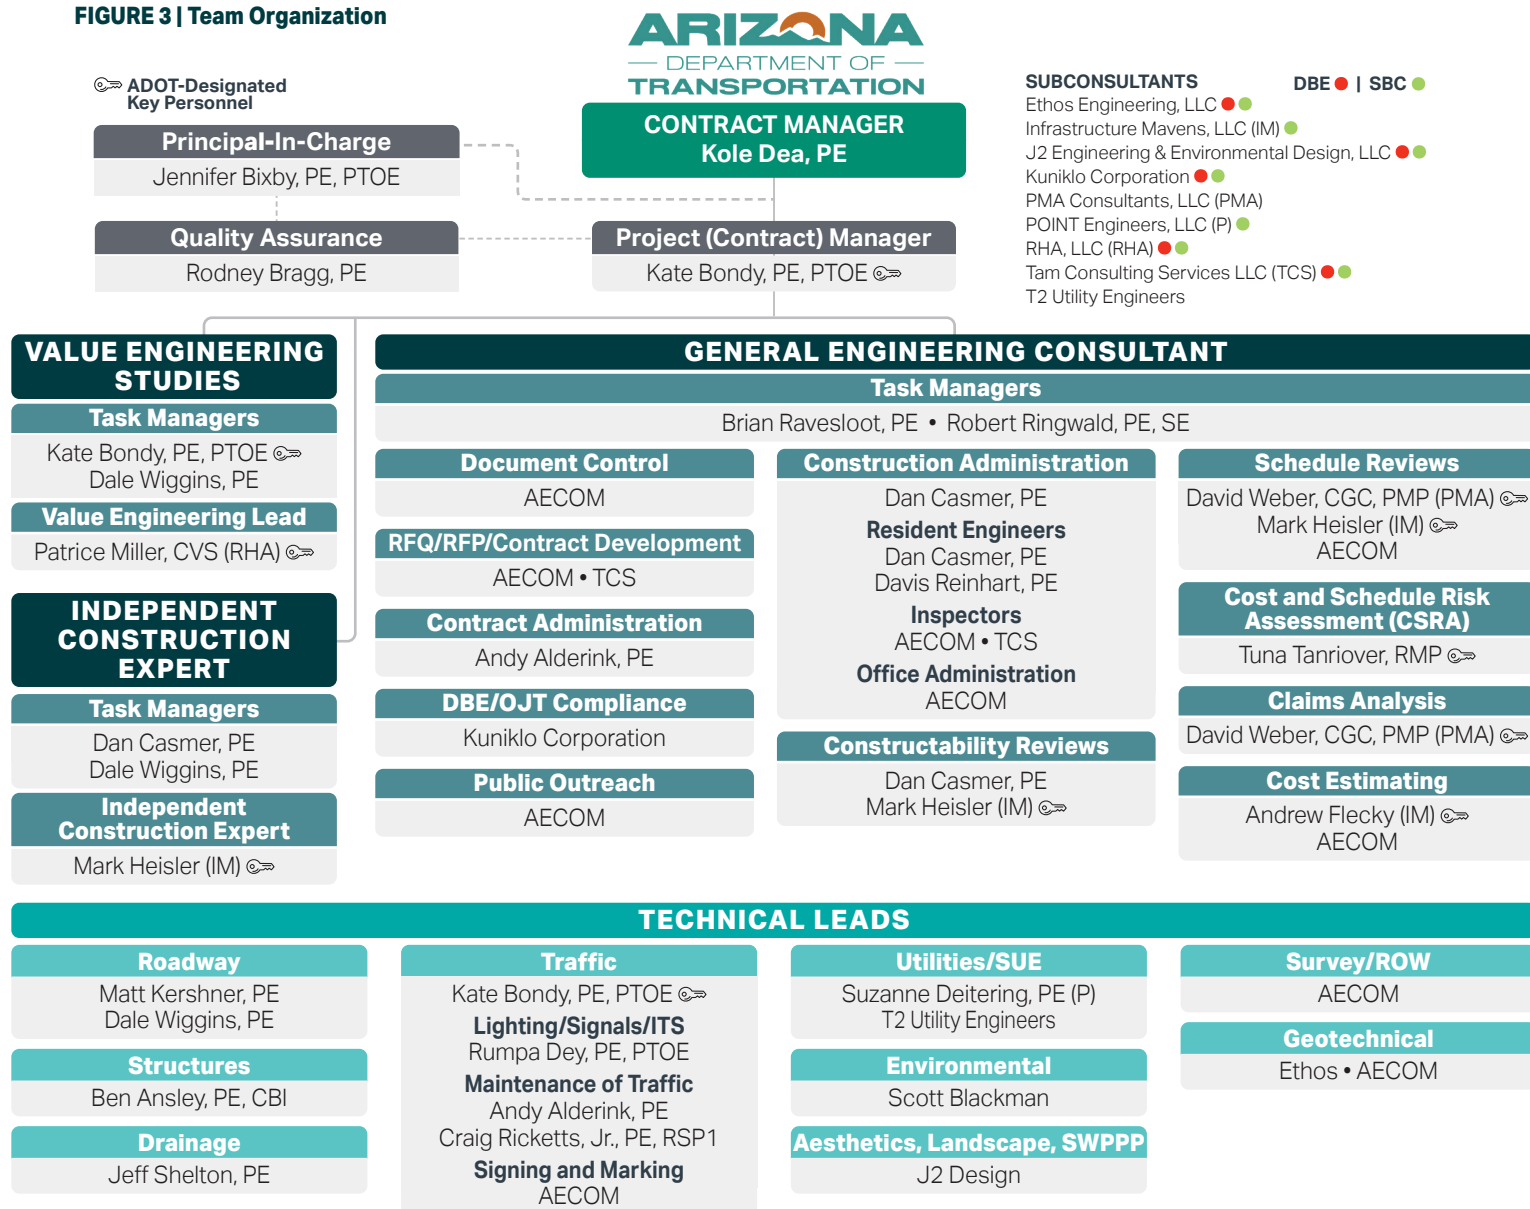 FIGURE 3 | Team Organization
ARIZONA
DEPARTMENT OF
TRANSPORTATION
ADOT-Designated
Key Personnel
CONTRACT MANAGER
Kole Dea, PE
Principal-In-Charge
Jennifer Bixby, PE, PTOE
Quality Assurance
Rodney Bragg, PE
Project (Contract) Manager
Kate Bondy, PE, PTOE
SUBCONSULTANTS DBE | SBC
Ethos Engineering, LLC
Infrastructure Mavens, LLC (IM)
J2 Engineering & Environmental Design, LLC
Kuniklo Corporation
PMA Consultants, LLC (PMA)
POINT Engineers, LLC (P)
RHA, LLC (RHA)
Tam Consulting Services LLC (TCS)
T2 Utility Engineers
VALUE ENGINEERING
STUDIES
Task Managers
Kate Bondy, PE, PTOE
Dale Wiggins, PE
Value Engineering Lead
Patrice Miller, CVS (RHA)
INDEPENDENT
CONSTRUCTION
EXPERT
Task Managers
Dan Casmer, PE
Dale Wiggins, PE
Independent
Construction Expert
Mark Heisler (IM)
GENERAL ENGINEERING CONSULTANT
Task Managers
Brian Ravesloot, PE • Robert Ringwald, PE, SE
Document Control
AECOM
RFQ/RFP/Contract Development
AECOM • TCS
Contract Administration
Andy Alderink, PE
DBE/OJT Compliance
Kuniklo Corporation
Public Outreach
AECOM
Construction Administration
Dan Casmer, PE
Resident Engineers
Dan Casmer, PE
Davis Reinhart, PE
Inspectors
AECOM • TCS
Office Administration
AECOM
Constructability Reviews
Dan Casmer, PE
Mark Heisler (IM)
Schedule Reviews
David Weber, CGC, PMP (PMA)
Mark Heisler (IM)
AECOM
Cost and Schedule Risk
Assessment (CSRA)
Tuna Tanriover, RMP
Claims Analysis
David Weber, CGC, PMP (PMA)
Cost Estimating
Andrew Flecky (IM)
AECOM
TECHNICAL LEADS
Roadway
Matt Kershner, PE
Dale Wiggins, PE
Structures
Ben Ansley, PE, CBI
Drainage
Jeff Shelton, PE
Traffic
Kate Bondy, PE, PTOE
Lighting/Signals/ITS
Rumpa Dey, PE, PTOE
Maintenance of Traffic
Andy Alderink, PE
Craig Ricketts, Jr., PE, RSP1
Signing and Marking
AECOM
Utilities/SUE
Suzanne Deitering, PE (P)
T2 Utility Engineers
Environmental
Scott Blackman
Aesthetics, Landscape, SWPPP
J2 Design
Survey/ROW
AECOM
Geotechnical
Ethos • AECOM